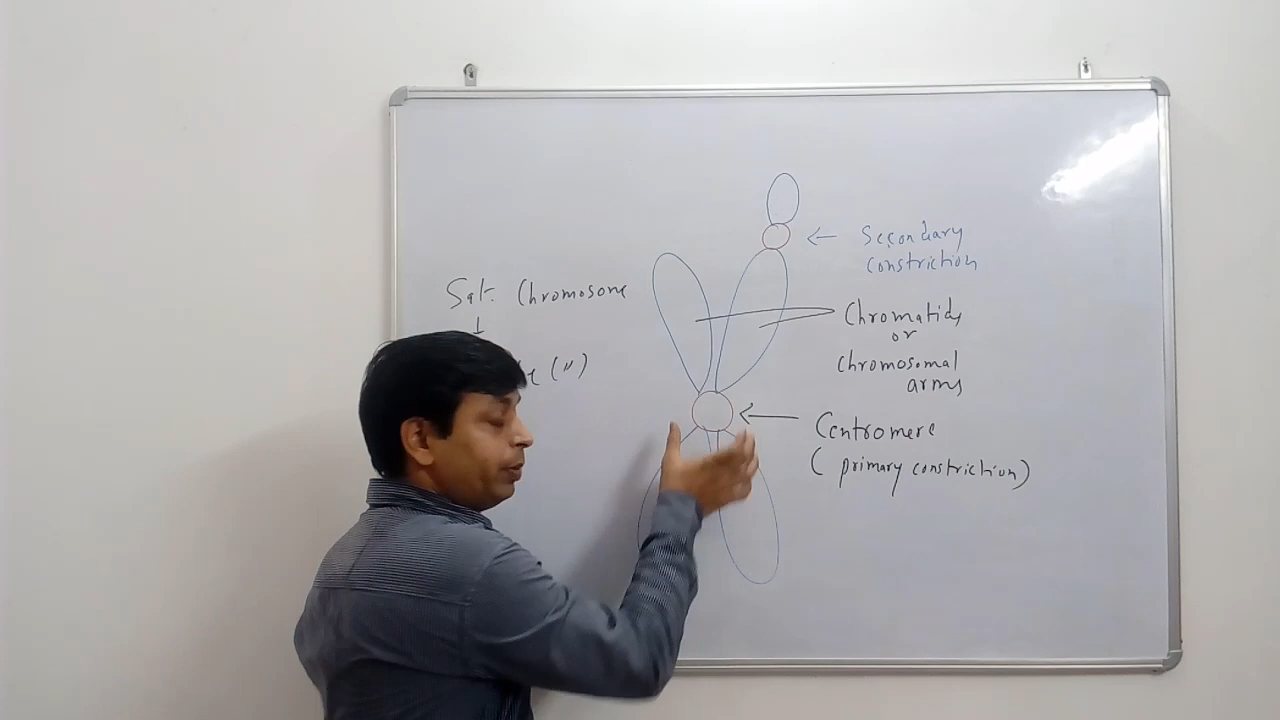 Sat. Chromosome
(")
Secondary
constriction
Chromatids
or
chromosomal
arms
Centromere
( primary constriction)